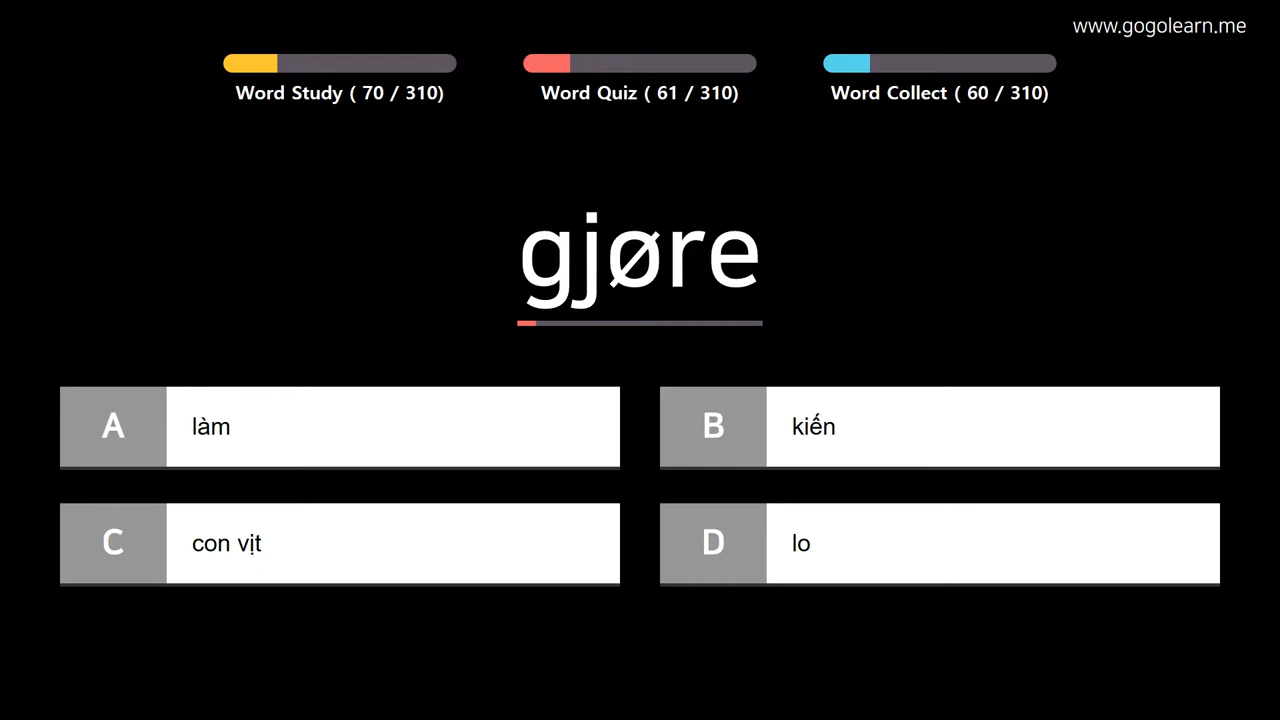 www.gogolearn.me
Word Study ( 70 / 310)
Word Quiz ( 61 / 310)
Word Collect ( 60 / 310)
gjøre
A làm
B kiến
C con vịt
D lo